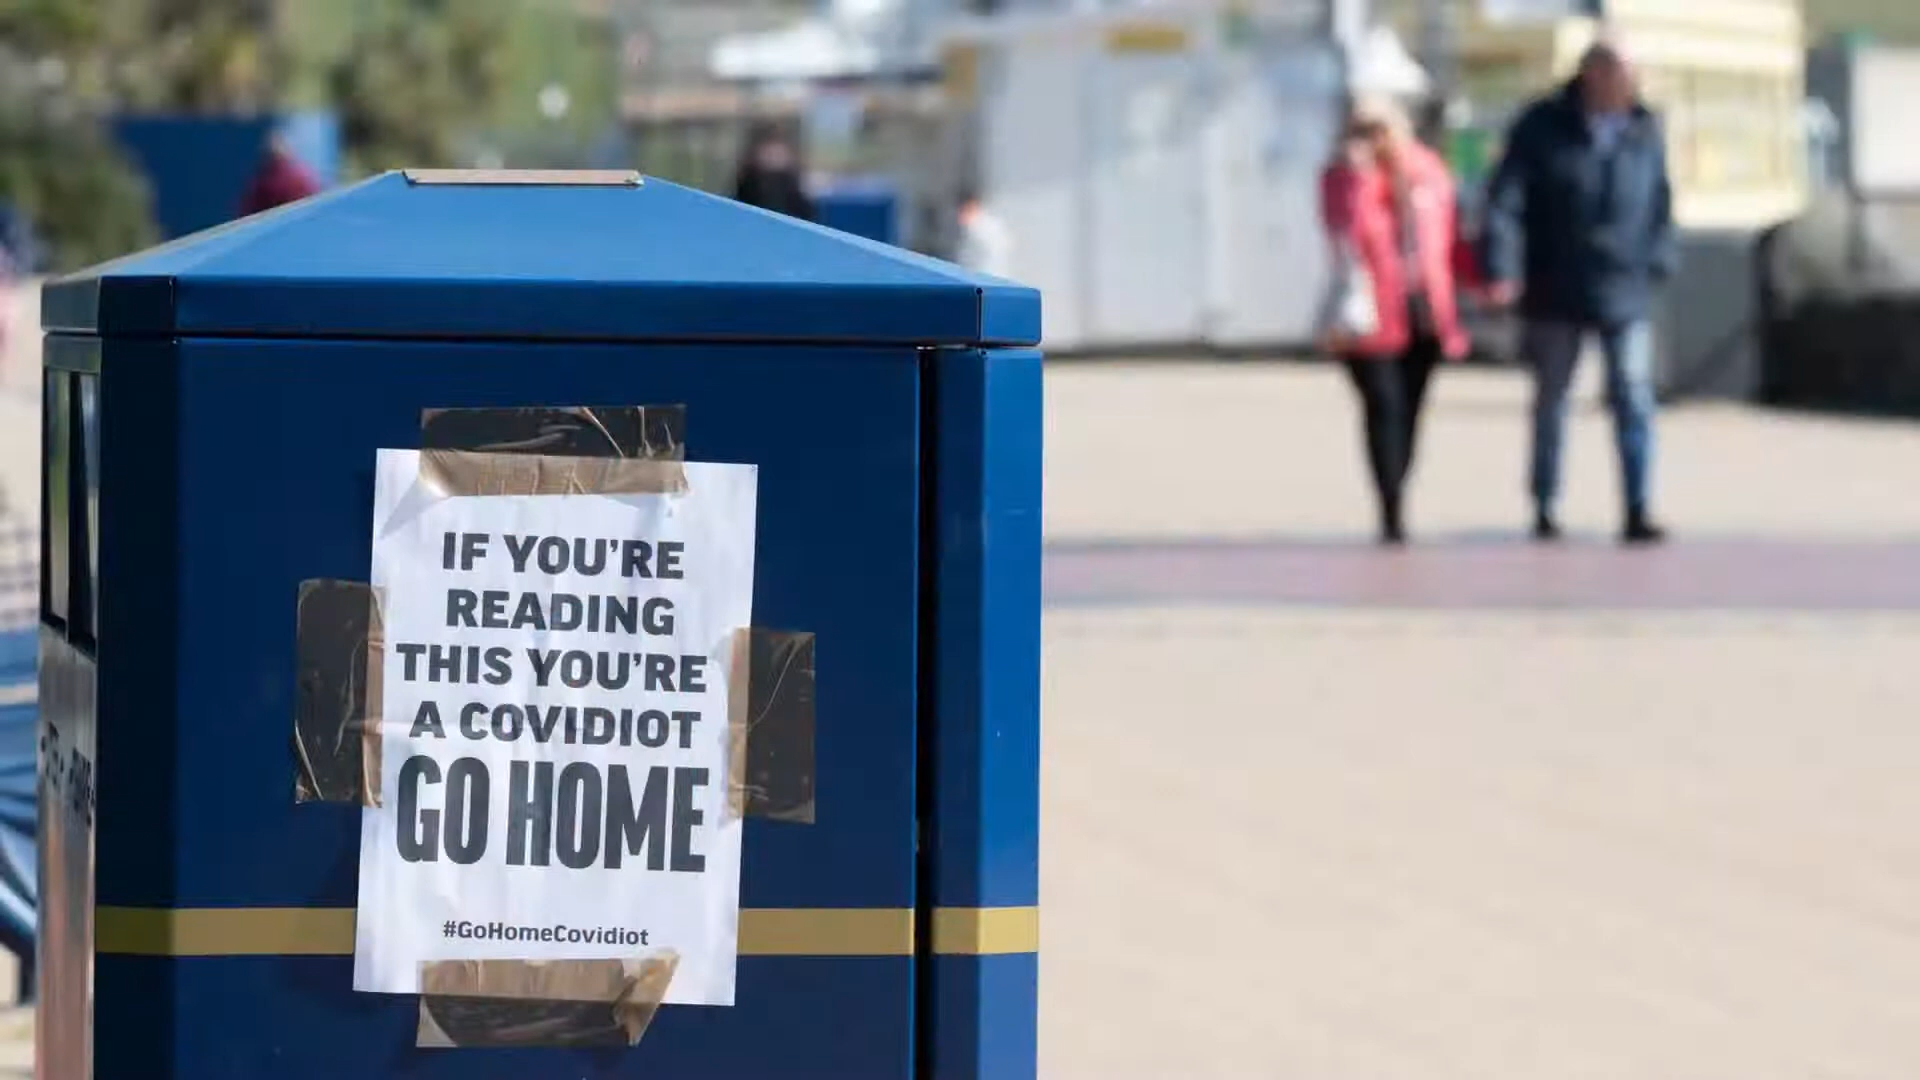 IF YOU'RE
READING
THIS YOU'RE
A COVIDIOT
GO HOME
#GoHomeCovidiot